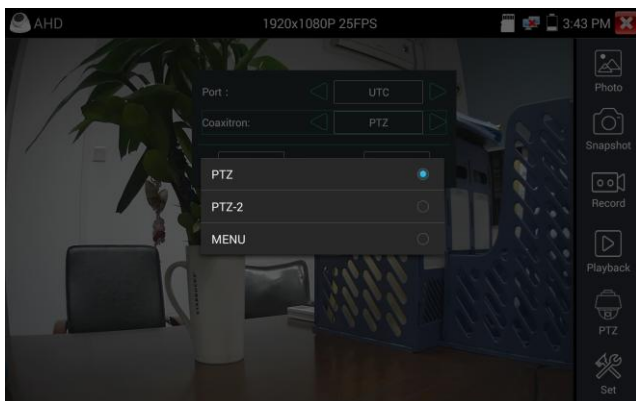 AHD
1920x1080P 25FPS
3:43 PM
Port :
UTC
Coaxitron:
PTZ
PTZ
PTZ-2
MENU
Photo
Snapshot
Record
Playback
PTZ
Set